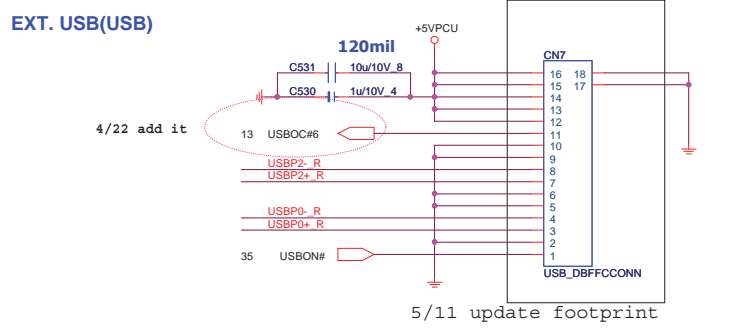 EXT. USB(USB)
+5VPCU
120mil
CN7
C531 10u/10V_8
C530 1u/10V_4
16 18
15 17
14
13
12
4/22 add it
13 USBOC#6
11
10
9
USBP2-_R
8
USBP2+_R
7
6
5
USBP0-_R
4
USBP0+_R
3
2
35 USBON#
1
USB_DBFFCCONN
5/11 update footprint